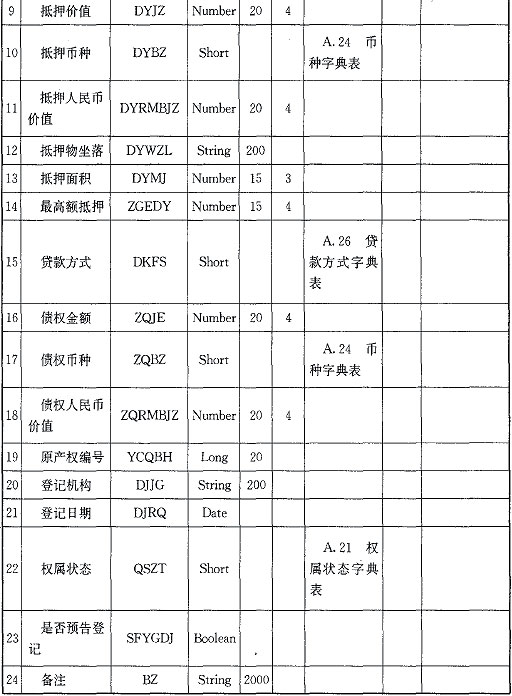 9 抵押价值 DYJZ Number 20 4
10 抵押币种 DYBZ Short A.24 币种字典表
11 抵押人民币价值 DYRMBJZ Number 20 4
12 抵押物坐落 DYWZL String 200
13 抵押面积 DYMJ Number 15 3
14 最高额抵押 ZGEDY Number 15 4
15 贷款方式 DKFS Short A.26 贷款方式字典表
16 债权金额 ZQJE Number 20 4
17 债权币种 ZQBZ Short A.24 币种字典表
18 债权人民币价值 ZQRMBJZ Number 20 4
19 原产权编号 YCQBH Long 20
20 登记机构 DJJG String 200
21 登记日期 DJRQ Date
22 权属状态 QSZT Short A.21 权属状态字典表
23 是否预告登记 SFYGDJ Boolean
24 备注 BZ String 2000